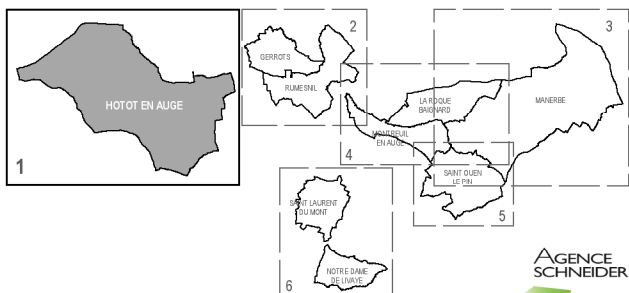 HOTOT EN AUGE
1
2
GERROTS
RUMESNIL
3
LA ROQUE
BAIGNARD
MANERBE
MONTREUIL
EN AUGE
4
SAINT OUEN
LE PIN
5
SAINT LAURENT
DU MONT
NOTRE DAME
DE LIVAYE
6
AGENCE
SCHNEIDER